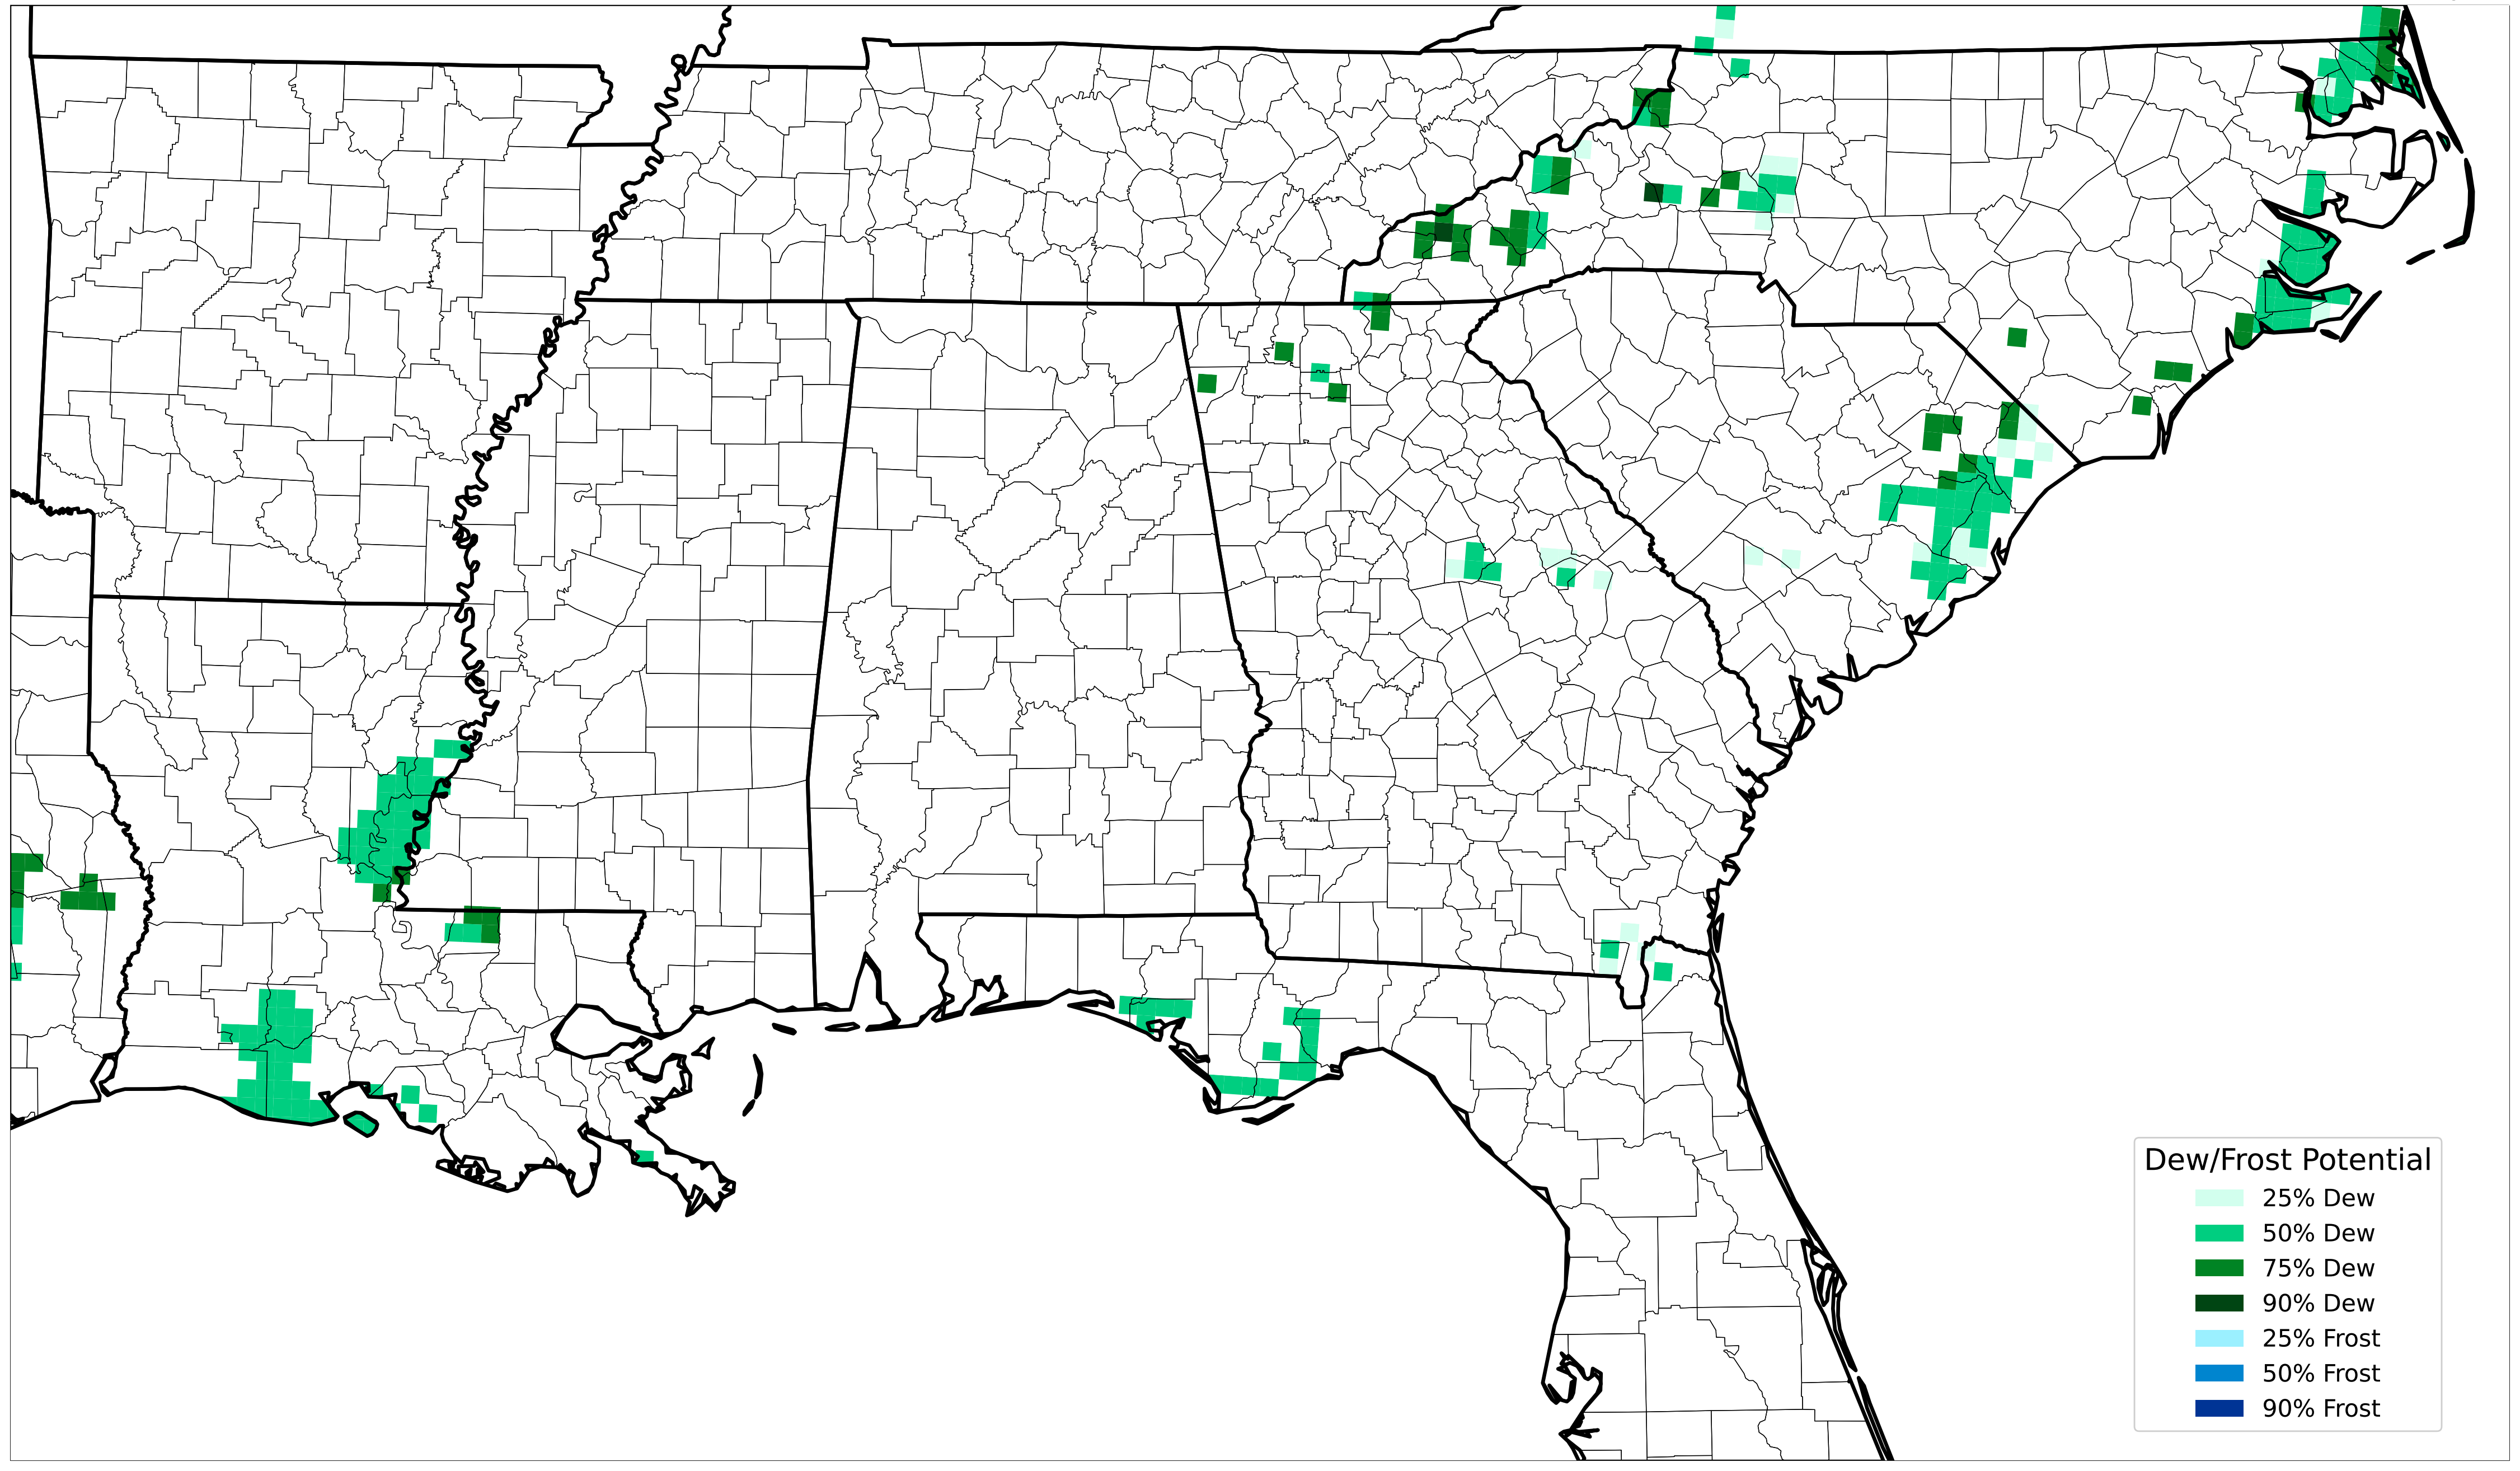 Dew/Frost Potential
25% Dew
50% Dew
75% Dew
90% Dew
25% Frost
50% Frost
90% Frost